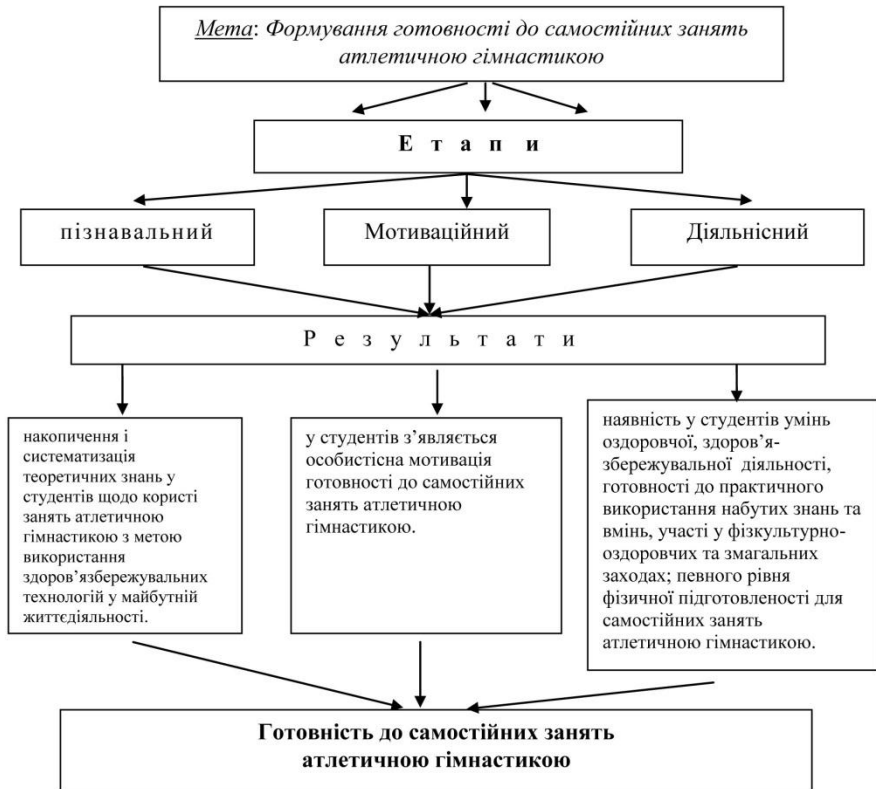 Мета: Формування готовності до самостійних занять
атлетичною гімнастикою
Е т а п и
пізнавальний
Мотиваційний
Діяльнісний
Р е з у л ь т а т и
накопичення і
систематизація
теоретичних знань у
студентів щодо користі
занять атлетичною
гімнастикою з метою
використання
здоров’язбережувальних
технологій у майбутній
життєдіяльності.
у студентів з’являється
особистісна мотивація
готовності до самостійних
занять атлетичною
гімнастикою.
наявність у студентів умінь
оздоровчої, здоров’я-
збережувальної діяльності,
готовності до практичного
використання набутих знань та
вмінь, участі у фізкультурно-
оздоровчих та змагальних
заходах; певного рівня
фізичної підготовленості для
самостійних занять
атлетичною гімнастикою.
Готовність до самостійних занять
атлетичною гімнастикою